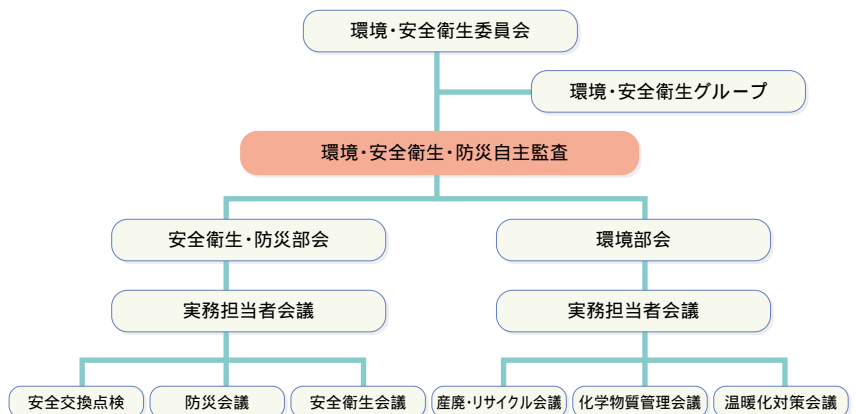 環境・安全衛生委員会
環境・安全衛生グループ
環境・安全衛生・防災自主監査
安全衛生・防災部会
環境部会
実務担当者会議
実務担当者会議
安全交換点検
防災会議
安全衛生会議
産廃・リサイクル会議
化学物質管理会議
温暖化対策会議